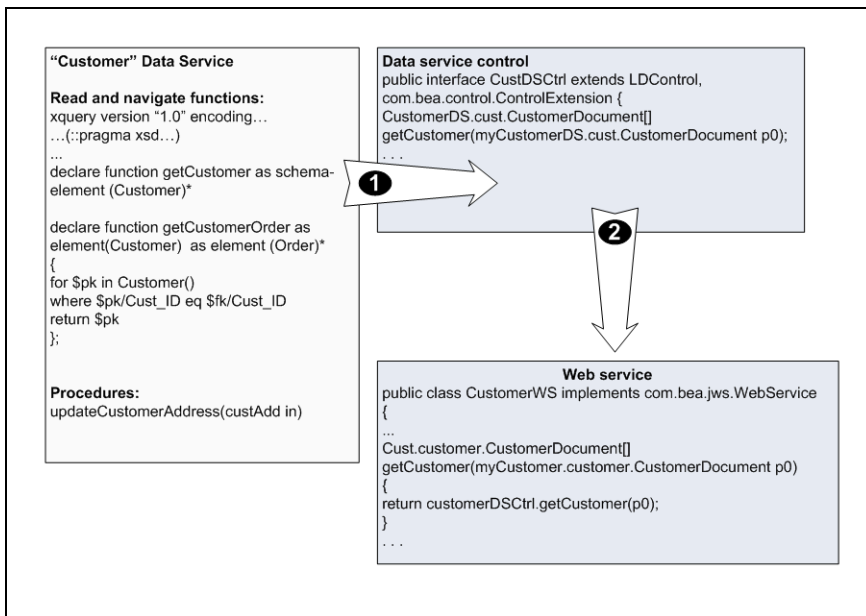 “Customer” Data Service
Read and navigate functions:
xquery version “1.0” encoding…
…(::pragma xsd…)
...
declare function getCustomer as schema-
element (Customer)*
declare function getCustomerOrder as
element(Customer)  as element (Order)*
{
for $pk in Customer()
where $pk/Cust_ID eq $fk/Cust_ID
return $pk
};
Procedures:
updateCustomerAddress(custAdd in)
1
Data service control
public interface CustDSCtrl extends LDControl,
com.bea.control.ControlExtension {
CustomerDS.cust.CustomerDocument[]
getCustomer(myCustomerDS.cust.CustomerDocument p0);
. . .
2
Web service
public class CustomerWS implements com.bea.jws.WebService
{
...
Cust.customer.CustomerDocument[]
getCustomer(myCustomer.customer.CustomerDocument p0)
{
return customerDSCtrl.getCustomer(p0);
}
. . .